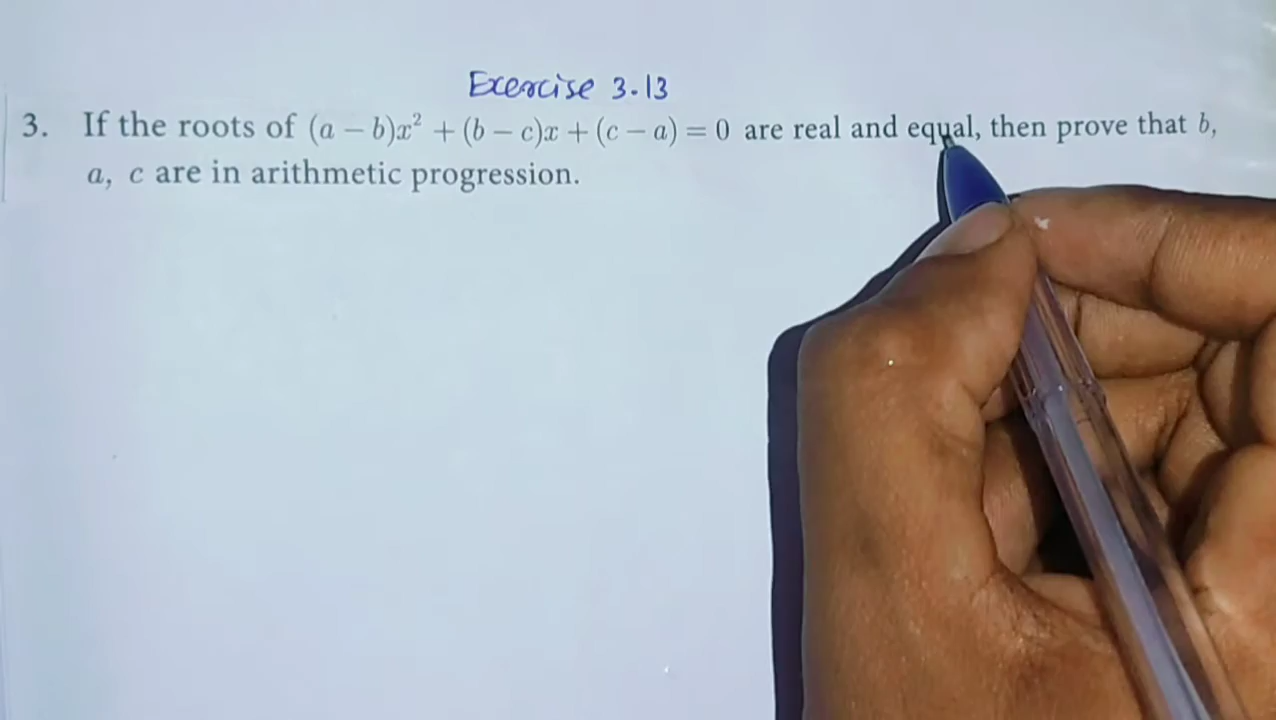 Exercise 3.13
3. If the roots of (a − b)x² + (b − c)x + (c − a) = 0 are real and equal, then prove that b,
a, c are in arithmetic progression.